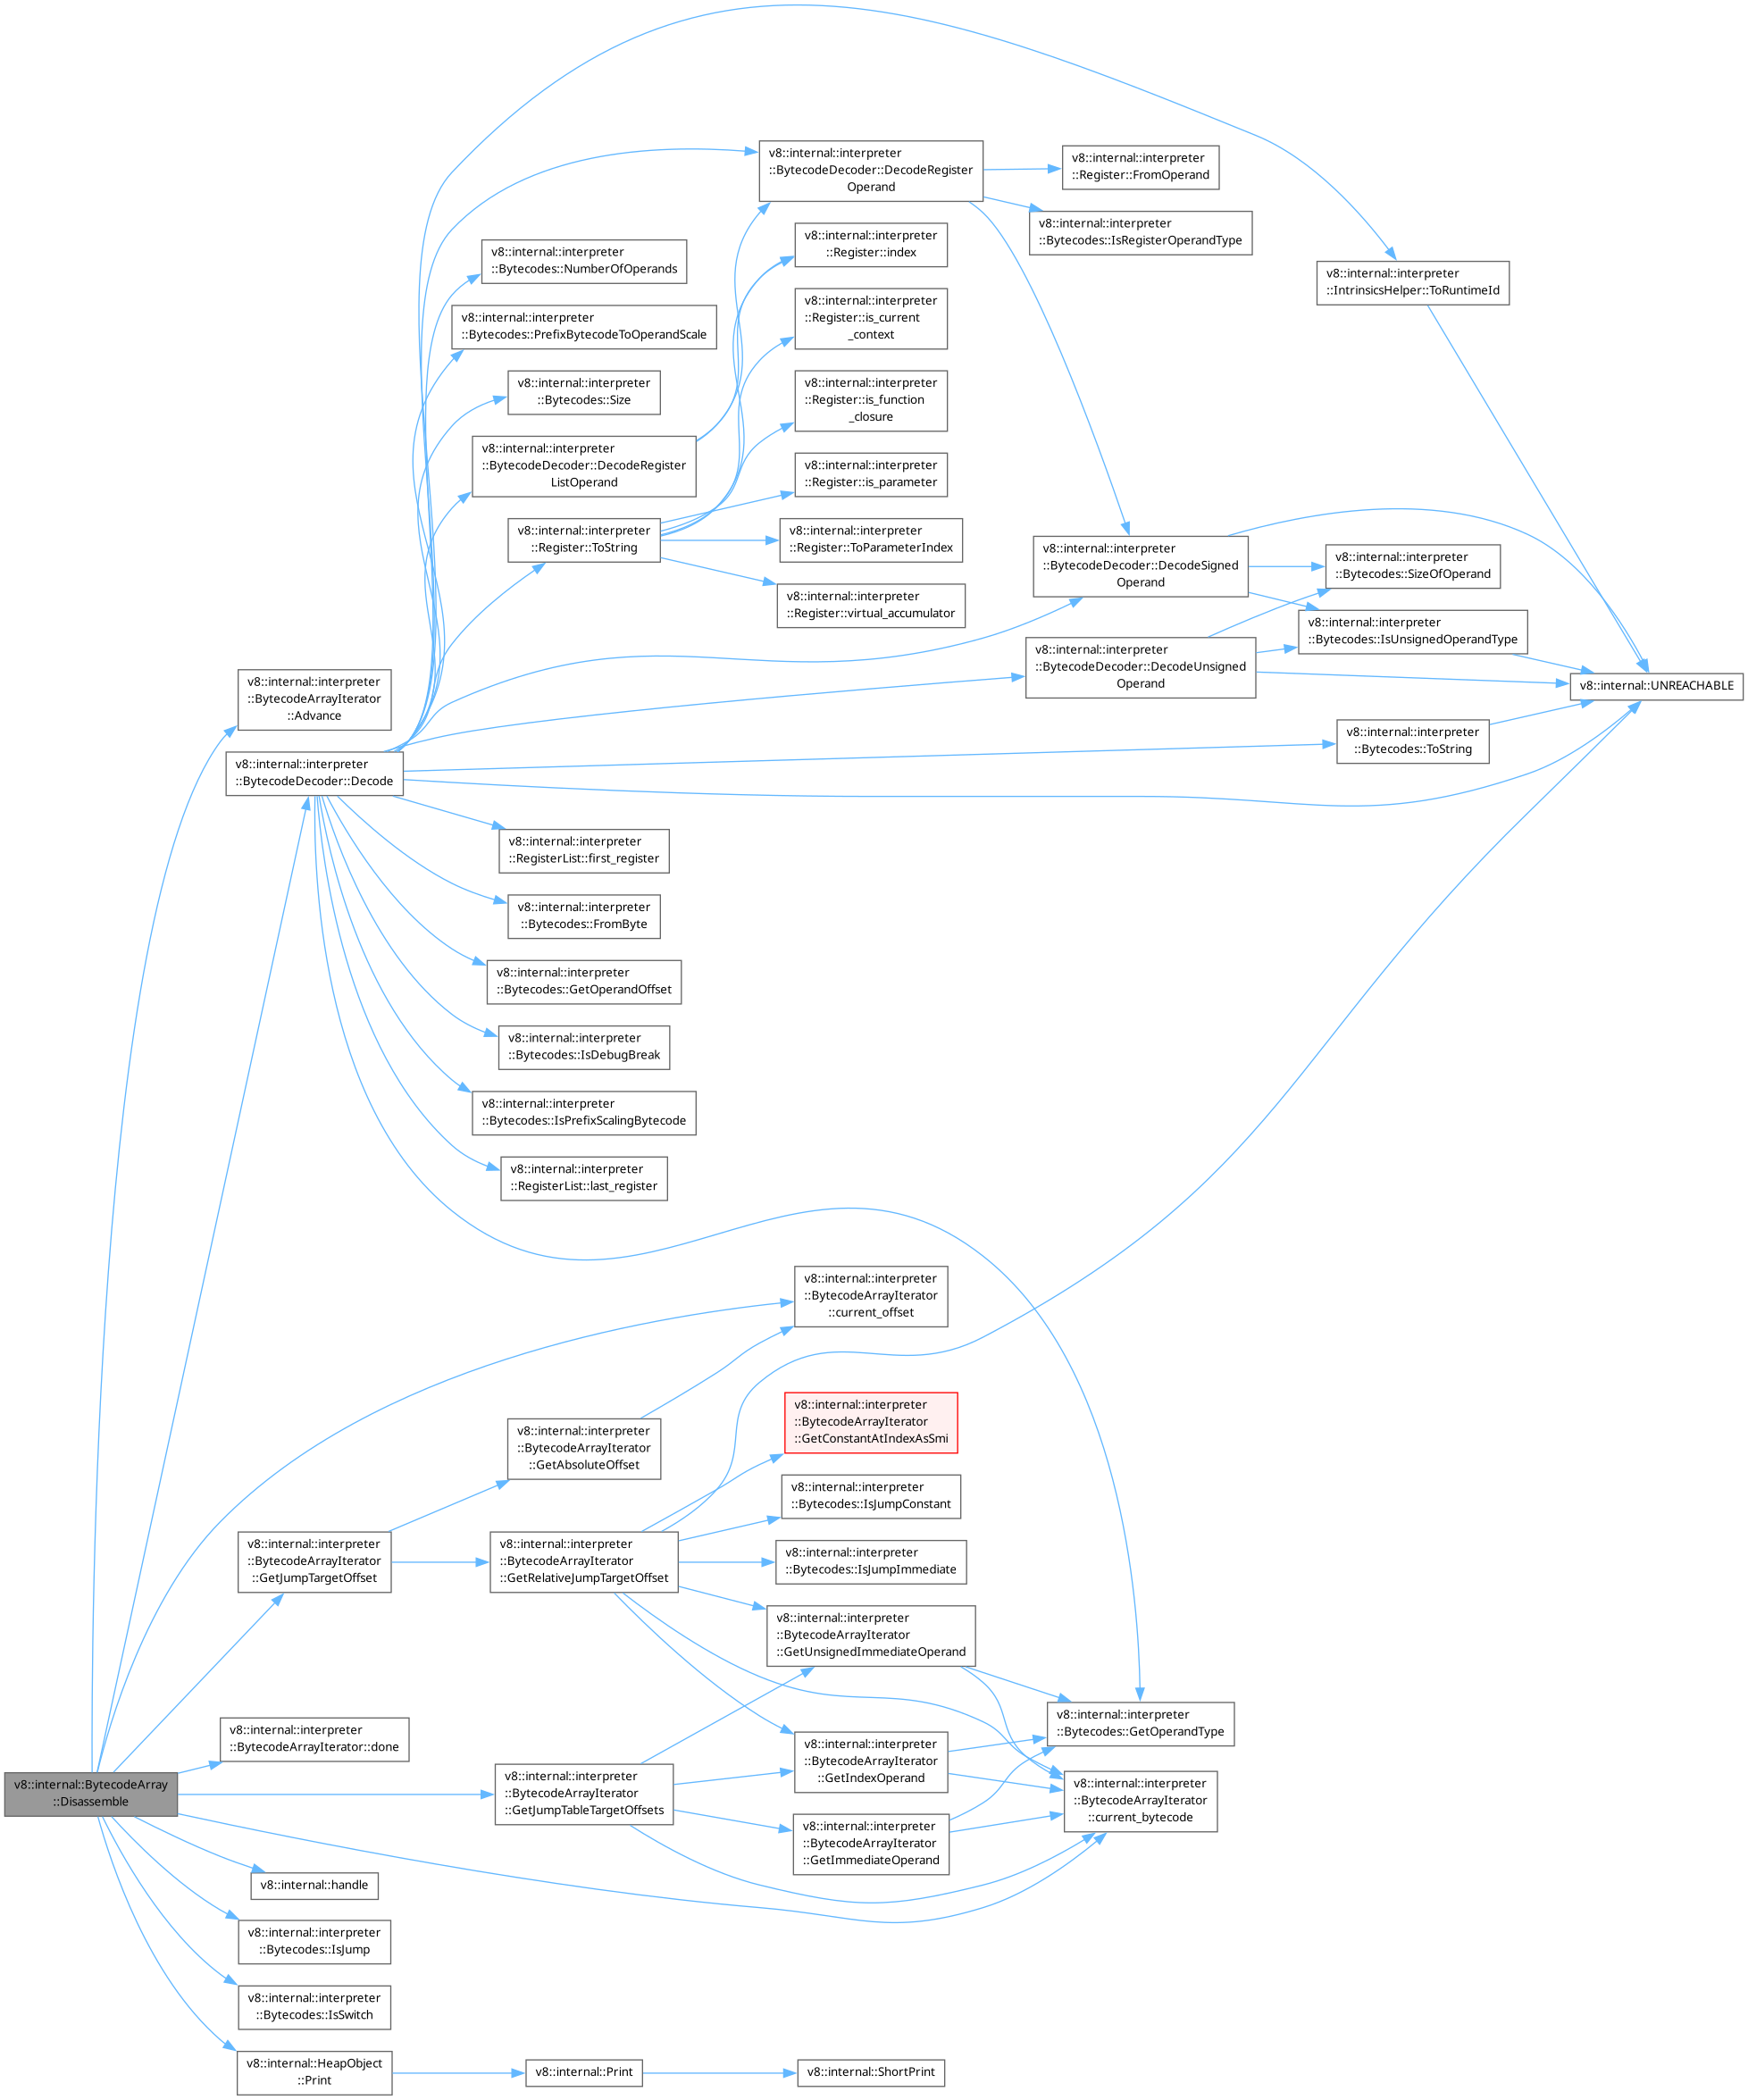 v8::internal::interpreter
::BytecodeDecoder::DecodeRegister
Operand
v8::internal::interpreter
::Register::FromOperand
v8::internal::interpreter
::Bytecodes::IsRegisterOperandType
v8::internal::interpreter
::Register::index
v8::internal::interpreter
::Bytecodes::NumberOfOperands
v8::internal::interpreter
::IntrinsicsHelper::ToRuntimeId
v8::internal::interpreter
::Register::is_current
_context
v8::internal::interpreter
::Bytecodes::PrefixBytecodeToOperandScale
v8::internal::interpreter
::Bytecodes::Size
v8::internal::interpreter
::Register::is_function
_closure
v8::internal::interpreter
::BytecodeDecoder::DecodeRegister
ListOperand
v8::internal::interpreter
::Register::is_parameter
v8::internal::interpreter
::Register::ToString
v8::internal::interpreter
::Register::ToParameterIndex
v8::internal::interpreter
::BytecodeDecoder::DecodeSigned
Operand
v8::internal::interpreter
::Bytecodes::SizeOfOperand
v8::internal::interpreter
::Register::virtual_accumulator
v8::internal::interpreter
::Bytecodes::IsUnsignedOperandType
v8::internal::interpreter
::BytecodeDecoder::DecodeUnsigned
Operand
v8::internal::UNREACHABLE
v8::internal::interpreter
::BytecodeArrayIterator
::Advance
v8::internal::interpreter
::Bytecodes::ToString
v8::internal::interpreter
::BytecodeDecoder::Decode
v8::internal::interpreter
::RegisterList::first_register
v8::internal::interpreter
::Bytecodes::FromByte
v8::internal::interpreter
::Bytecodes::GetOperandOffset
v8::internal::interpreter
::Bytecodes::IsDebugBreak
v8::internal::interpreter
::Bytecodes::IsPrefixScalingBytecode
v8::internal::interpreter
::RegisterList::last_register
v8::internal::interpreter
::BytecodeArrayIterator
::current_offset
v8::internal::interpreter
::BytecodeArrayIterator
::GetConstantAtIndexAsSmi
v8::internal::interpreter
::BytecodeArrayIterator
::GetAbsoluteOffset
v8::internal::interpreter
::Bytecodes::IsJumpConstant
v8::internal::interpreter
::BytecodeArrayIterator
::GetJumpTargetOffset
v8::internal::interpreter
::BytecodeArrayIterator
::GetRelativeJumpTargetOffset
v8::internal::interpreter
::Bytecodes::IsJumpImmediate
v8::internal::interpreter
::BytecodeArrayIterator
::GetUnsignedImmediateOperand
v8::internal::interpreter
::Bytecodes::GetOperandType
v8::internal::interpreter
::BytecodeArrayIterator::done
v8::internal::interpreter
::BytecodeArrayIterator
::GetIndexOperand
v8::internal::BytecodeArray
::Disassemble
v8::internal::interpreter
::BytecodeArrayIterator
::GetJumpTableTargetOffsets
v8::internal::interpreter
::BytecodeArrayIterator
::current_bytecode
v8::internal::interpreter
::BytecodeArrayIterator
::GetImmediateOperand
v8::internal::handle
v8::internal::interpreter
::Bytecodes::IsJump
v8::internal::interpreter
::Bytecodes::IsSwitch
v8::internal::HeapObject
::Print
v8::internal::Print
v8::internal::ShortPrint